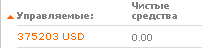 Управляемые:
Чистые
средства
375203 USD
0.00